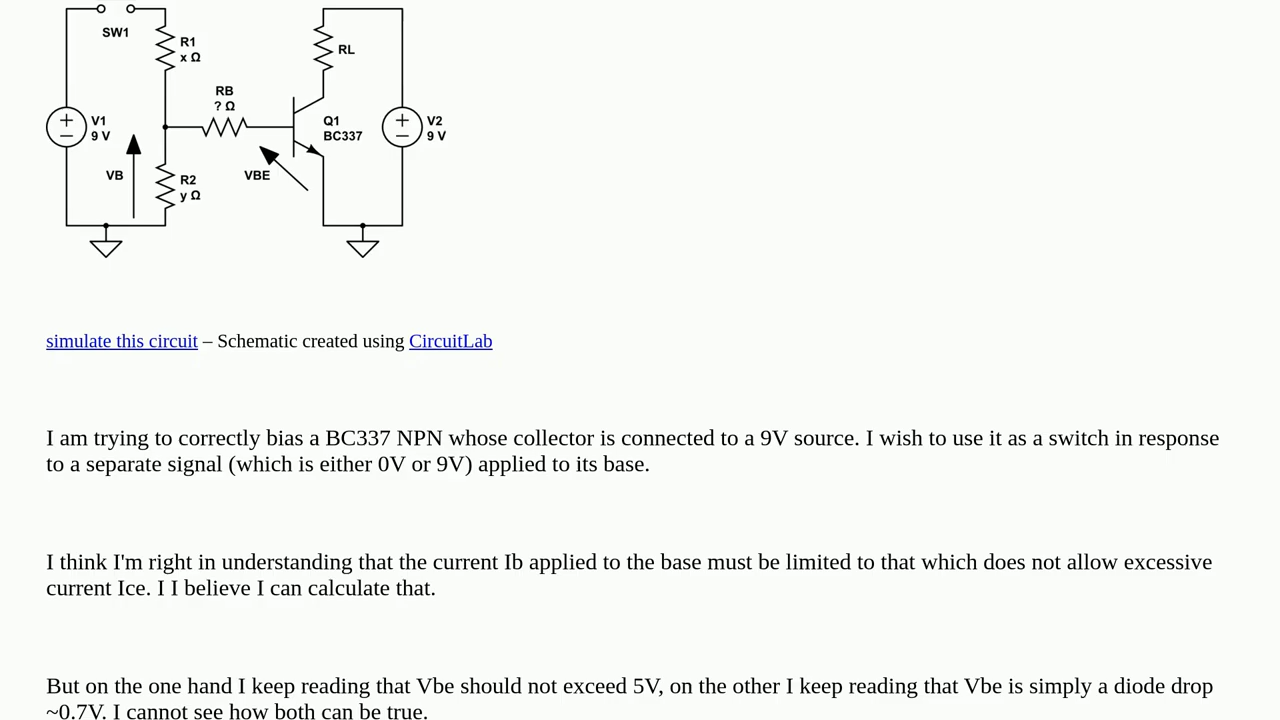 SW1
R1
x Ω
RL
RB
? Ω
V1
9 V
Q1
BC337
V2
9 V
VB
R2
y Ω
VBE
simulate this circuit – Schematic created using CircuitLab
I am trying to correctly bias a BC337 NPN whose collector is connected to a 9V source. I wish to use it as a switch in response
to a separate signal (which is either 0V or 9V) applied to its base.
I think I'm right in understanding that the current Ib applied to the base must be limited to that which does not allow excessive
current Ice. I I believe I can calculate that.
But on the one hand I keep reading that Vbe should not exceed 5V, on the other I keep reading that Vbe is simply a diode drop
~0.7V. I cannot see how both can be true.